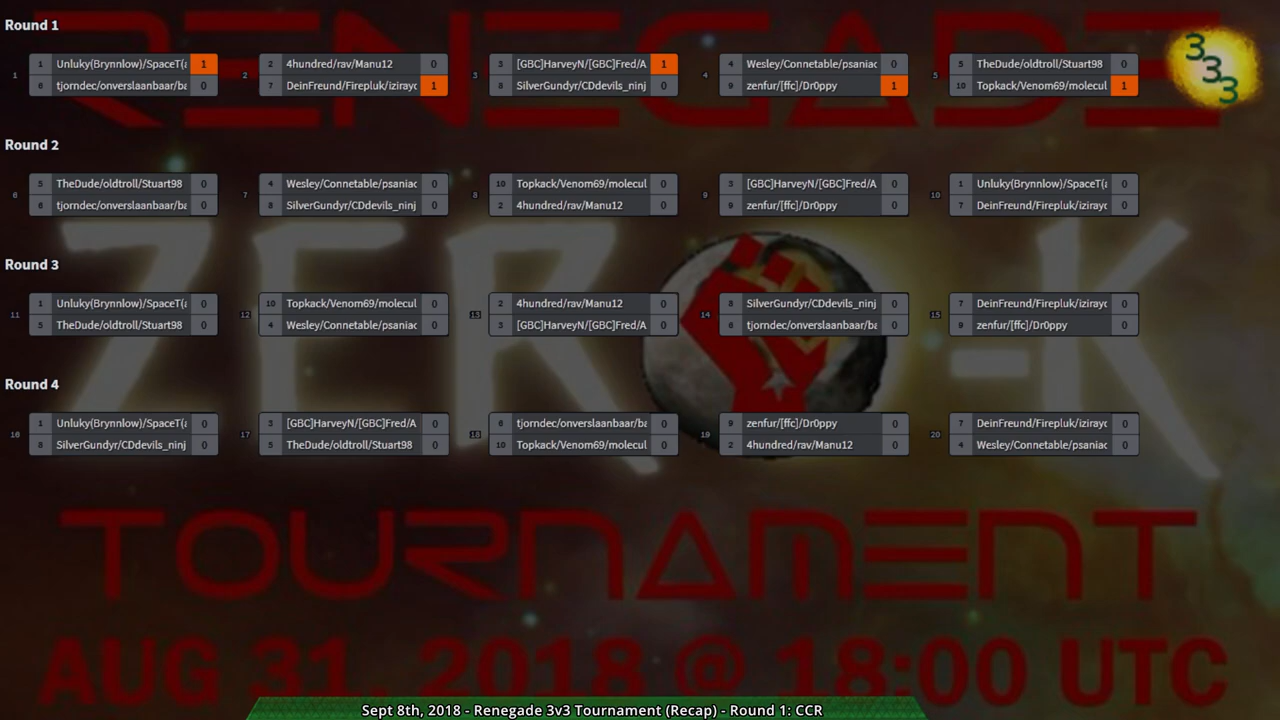 RENEGADE
333
Round 1
1 1 Unluky(Brynnlow)/SpaceT(a 1
6 tjorndec/onverslaanbaar/ba 0
2 2 4hundred/rav/Manu12 0
7 DeinFreund/Firepluk/izirayc 1
3 3 [GBC]HarveyN/[GBC]Fred/A 1
8 SilverGundyr/CDdevils_ninj 0
4 4 Wesley/Connetable/psaniac 0
9 zenfur/[ffc]/Dr0ppy 1
5 5 TheDude/oldtroll/Stuart98 0
10 Topkack/Venom69/molecul 1
Round 2
6 5 TheDude/oldtroll/Stuart98 0
6 tjorndec/onverslaanbaar/ba 0
7 4 Wesley/Connetable/psaniac 0
8 SilverGundyr/CDdevils_ninj 0
8 10 Topkack/Venom69/molecul 0
2 4hundred/rav/Manu12 0
9 3 [GBC]HarveyN/[GBC]Fred/A 0
9 zenfur/[ffc]/Dr0ppy 0
10 1 Unluky(Brynnlow)/SpaceT(a 0
7 DeinFreund/Firepluk/izirayc 0
Round 3
11 1 Unluky(Brynnlow)/SpaceT(a 0
5 TheDude/oldtroll/Stuart98 0
12 10 Topkack/Venom69/molecul 0
4 Wesley/Connetable/psaniac 0
13 2 4hundred/rav/Manu12 0
3 [GBC]HarveyN/[GBC]Fred/A 0
14 8 SilverGundyr/CDdevils_ninj 0
6 tjorndec/onverslaanbaar/ba 0
15 7 DeinFreund/Firepluk/izirayc 0
9 zenfur/[ffc]/Dr0ppy 0
ZERO-K
Round 4
16 1 Unluky(Brynnlow)/SpaceT(a 0
8 SilverGundyr/CDdevils_ninj 0
17 3 [GBC]HarveyN/[GBC]Fred/A 0
5 TheDude/oldtroll/Stuart98 0
18 6 tjorndec/onverslaanbaar/ba 0
10 Topkack/Venom69/molecul 0
19 9 zenfur/[ffc]/Dr0ppy 0
2 4hundred/rav/Manu12 0
20 7 DeinFreund/Firepluk/izirayc 0
4 Wesley/Connetable/psaniac 0
TOURNAMENT
AUG 31, 2018 @ 18:00 UTC
Sept 8th, 2018 - Renegade 3v3 Tournament (Recap) - Round 1: CCR